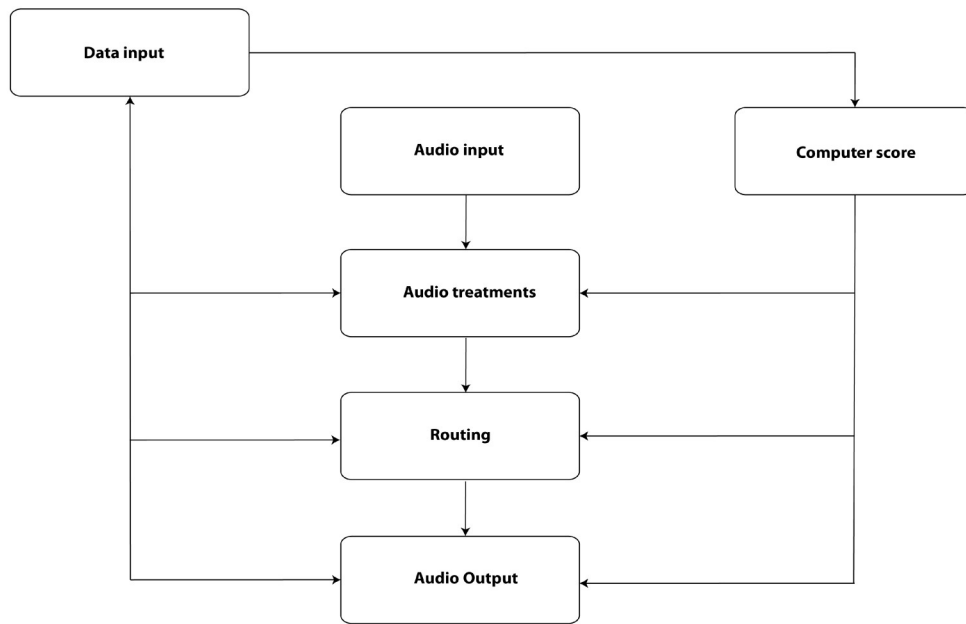 Data input
Audio input
Computer score
Audio treatments
Routing
Audio Output